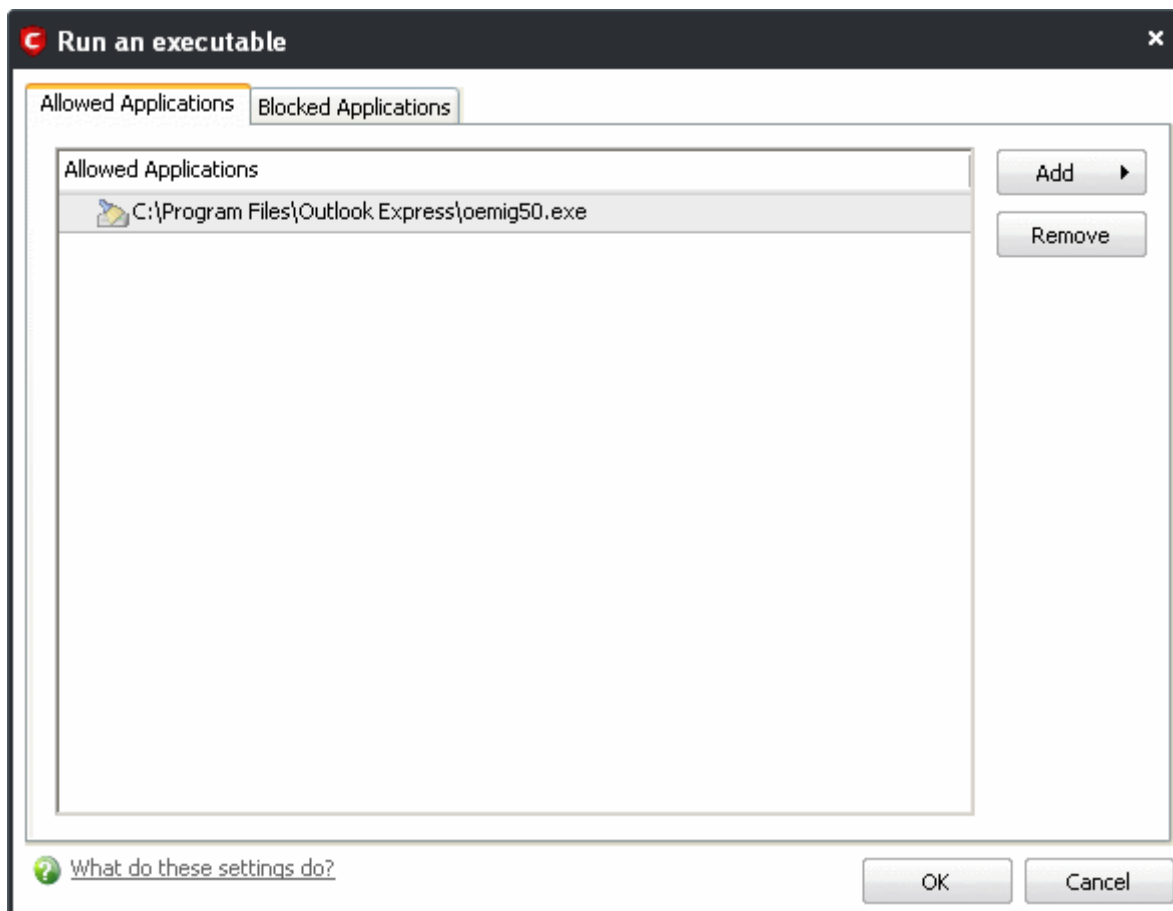 Run an executable
Allowed Applications
Blocked Applications
Allowed Applications
C:\Program Files\Outlook Express\oemig50.exe
Add
Remove
What do these settings do?
OK
Cancel